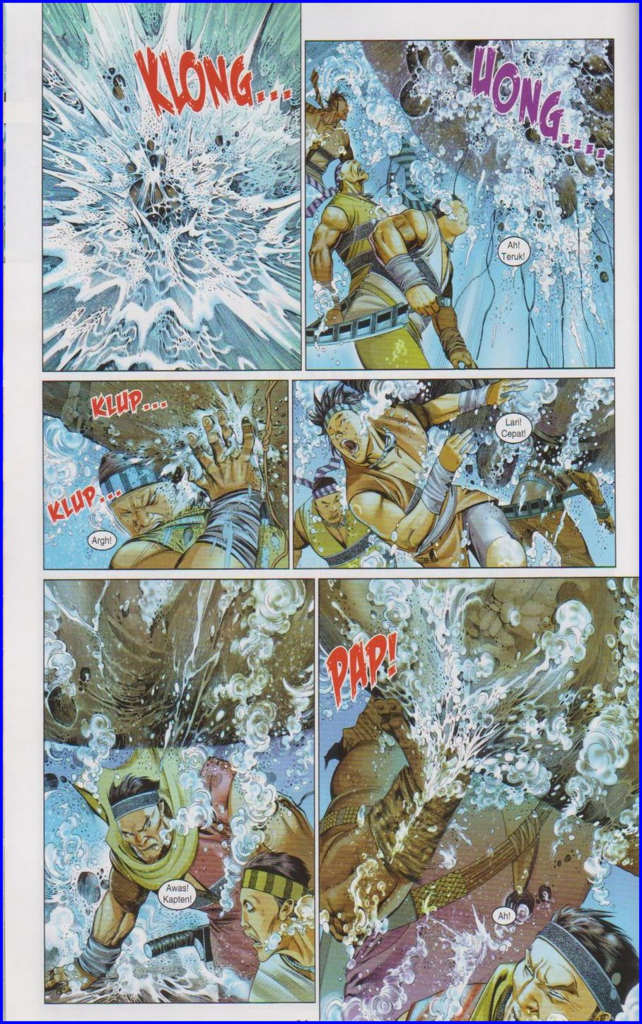 KLONG...
UONG....
Ah!
Teruk!
KLUP...
KLUP...
Argh!
Lari!
Cepat!
Awas!
Kapten!
PAP!
Ah!